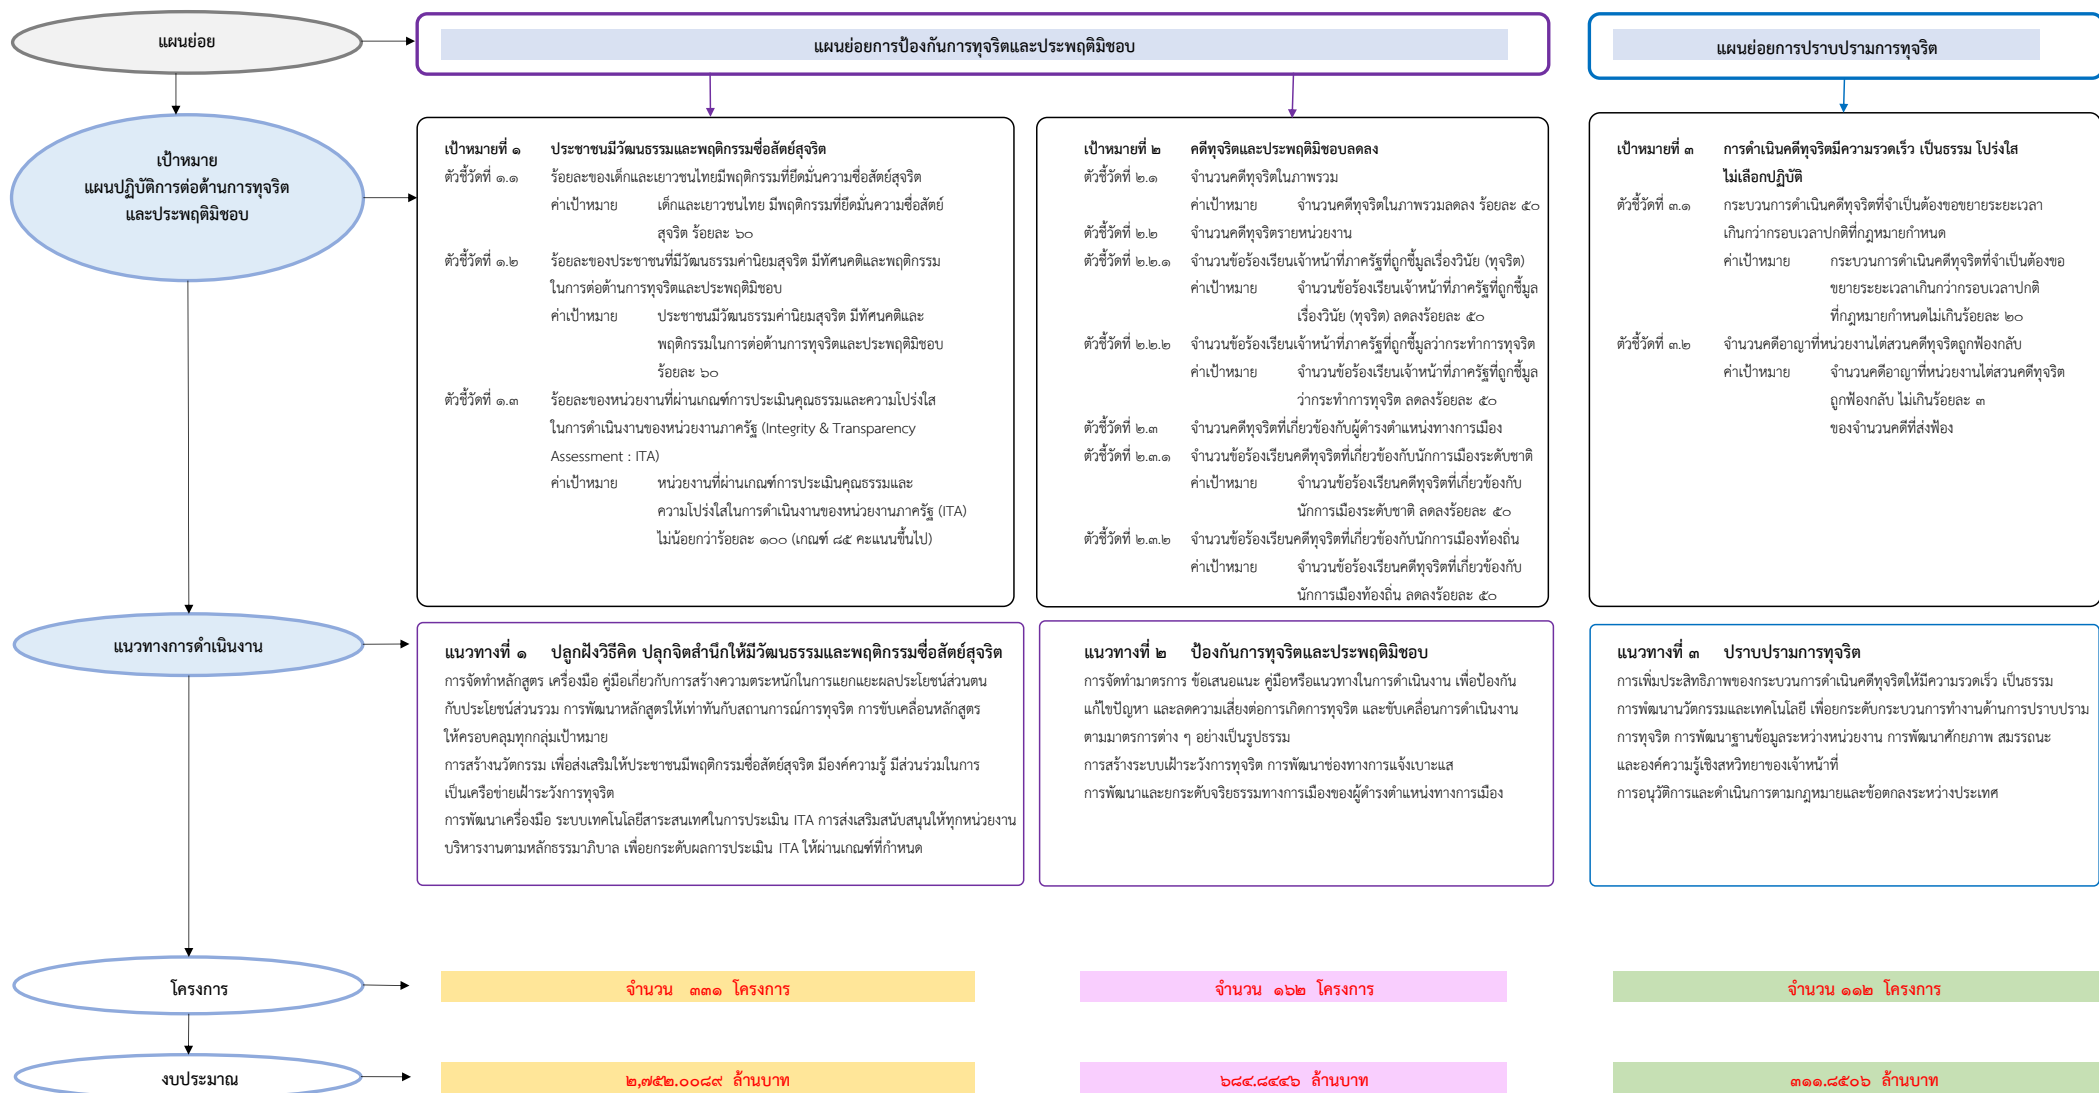 แผนย่อย
แผนย่อยการป้องกันการทุจริตและประพฤติมิชอบ
แผนย่อยการปราบปรามการทุจริต
เป้าหมาย
แผนปฏิบัติการต่อต้านการทุจริต
และประพฤติมิชอบ
เป้าหมายที่ ๑ ประชาชนมีวัฒนธรรมและพฤติกรรมซื่อสัตย์สุจริต
ตัวชี้วัดที่ ๑.๑ ร้อยละของเด็กและเยาวชนไทยมีพฤติกรรมที่ยึดมั่นความซื่อสัตย์สุจริต
ค่าเป้าหมาย เด็กและเยาวชนไทย มีพฤติกรรมที่ยึดมั่นความซื่อสัตย์
สุจริต ร้อยละ ๖๐
ตัวชี้วัดที่ ๑.๒ ร้อยละของประชาชนที่มีวัฒนธรรมค่านิยมสุจริต มีทัศนคติและพฤติกรรม
ในการต่อต้านการทุจริตและประพฤติมิชอบ
ค่าเป้าหมาย ประชาชนมีวัฒนธรรมค่านิยมสุจริต มีทัศนคติและ
พฤติกรรมในการต่อต้านการทุจริตและประพฤติมิชอบ
ร้อยละ ๖๐
ตัวชี้วัดที่ ๑.๓ ร้อยละของหน่วยงานที่ผ่านเกณฑ์การประเมินคุณธรรมและความโปร่งใส
ในการดำเนินงานของหน่วยงานภาครัฐ (Integrity & Transparency
Assessment : ITA)
ค่าเป้าหมาย หน่วยงานที่ผ่านเกณฑ์การประเมินคุณธรรมและ
ความโปร่งใสในการดำเนินงานของหน่วยงานภาครัฐ (ITA)
ไม่น้อยกว่าร้อยละ ๑๐๐ (เกณฑ์ ๘๕ คะแนนขึ้นไป)
เป้าหมายที่ ๒ คดีทุจริตและประพฤติมิชอบลดลง
ตัวชี้วัดที่ ๒.๑ จำนวนคดีทุจริตในภาพรวม
ค่าเป้าหมาย จำนวนคดีทุจริตในภาพรวมลดลง ร้อยละ ๕๐
ตัวชี้วัดที่ ๒.๒ จำนวนคดีทุจริตรายหน่วยงาน
ตัวชี้วัดที่ ๒.๒.๑ จำนวนข้อร้องเรียนเจ้าหน้าที่ภาครัฐที่ถูกชี้มูลเรื่องวินัย (ทุจริต)
ค่าเป้าหมาย จำนวนข้อร้องเรียนเจ้าหน้าที่ภาครัฐที่ถูกชี้มูล
เรื่องวินัย (ทุจริต) ลดลงร้อยละ ๕๐
ตัวชี้วัดที่ ๒.๒.๒ จำนวนข้อร้องเรียนเจ้าหน้าที่ภาครัฐที่ถูกชี้มูลว่ากระทำการทุจริต
ค่าเป้าหมาย จำนวนข้อร้องเรียนเจ้าหน้าที่ภาครัฐที่ถูกชี้มูล
ว่ากระทำการทุจริต ลดลงร้อยละ ๕๐
ตัวชี้วัดที่ ๒.๓ จำนวนคดีทุจริตที่เกี่ยวข้องกับผู้ดำรงตำแหน่งทางการเมือง
ตัวชี้วัดที่ ๒.๓.๑ จำนวนข้อร้องเรียนคดีทุจริตที่เกี่ยวข้องกับนักการเมืองระดับชาติ
ค่าเป้าหมาย จำนวนข้อร้องเรียนคดีทุจริตที่เกี่ยวข้องกับ
นักการเมืองระดับชาติ ลดลงร้อยละ ๕๐
ตัวชี้วัดที่ ๒.๓.๒ จำนวนข้อร้องเรียนคดีทุจริตที่เกี่ยวข้องกับนักการเมืองท้องถิ่น
ค่าเป้าหมาย จำนวนข้อร้องเรียนคดีทุจริตที่เกี่ยวข้องกับ
นักการเมืองท้องถิ่น ลดลงร้อยละ ๕๐
เป้าหมายที่ ๓ การดำเนินคดีทุจริตมีความรวดเร็ว เป็นธรรม โปร่งใส
ไม่เลือกปฏิบัติ
ตัวชี้วัดที่ ๓.๑ กระบวนการดำเนินคดีทุจริตที่จำเป็นต้องขอขยายระยะเวลา
เกินกว่ากรอบเวลาปกติที่กฎหมายกำหนด
ค่าเป้าหมาย กระบวนการดำเนินคดีทุจริตที่จำเป็นต้องขอ
ขยายระยะเวลาเกินกว่ากรอบเวลาปกติ
ที่กฎหมายกำหนดไม่เกินร้อยละ ๒๐
ตัวชี้วัดที่ ๓.๒ จำนวนคดีอาญาที่หน่วยงานไต่สวนคดีทุจริตถูกฟ้องกลับ
ค่าเป้าหมาย จำนวนคดีอาญาที่หน่วยงานไต่สวนคดีทุจริต
ถูกฟ้องกลับ ไม่เกินร้อยละ ๓
ของจำนวนคดีที่ส่งฟ้อง
แนวทางการดำเนินงาน
แนวทางที่ ๑ ปลูกฝังวิธีคิด ปลุกจิตสำนึกให้มีวัฒนธรรมและพฤติกรรมซื่อสัตย์สุจริต
การจัดทำหลักสูตร เครื่องมือ คู่มือเกี่ยวกับการสร้างความตระหนักในการแยกแยะผลประโยชน์ส่วนตน
กับประโยชน์ส่วนรวม การพัฒนาหลักสูตรให้เท่าทันกับสถานการณ์การทุจริต การขับเคลื่อนหลักสูตร
ให้ครอบคลุมทุกกลุ่มเป้าหมาย
การสร้างนวัตกรรม เพื่อส่งเสริมให้ประชาชนมีพฤติกรรมซื่อสัตย์สุจริต มีองค์ความรู้ มีส่วนร่วมในการ
เป็นเครือข่ายเฝ้าระวังการทุจริต
การพัฒนาเครื่องมือ ระบบเทคโนโลยีสาระสนเทศในการประเมิน ITA การส่งเสริมสนับสนุนให้ทุกหน่วยงาน
บริหารงานตามหลักธรรมาภิบาล เพื่อยกระดับผลการประเมิน ITA ให้ผ่านเกณฑ์ที่กำหนด
แนวทางที่ ๒ ป้องกันการทุจริตและประพฤติมิชอบ
การจัดทำมาตรการ ข้อเสนอแนะ คู่มือหรือแนวทางในการดำเนินงาน เพื่อป้องกัน
แก้ไขปัญหา และลดความเสี่ยงต่อการเกิดการทุจริต และขับเคลื่อนการดำเนินงาน
ตามมาตรการต่าง ๆ อย่างเป็นรูปธรรม
การสร้างระบบเฝ้าระวังการทุจริต การพัฒนาช่องทางการแจ้งเบาะแส
การพัฒนาและยกระดับจริยธรรมทางการเมืองของผู้ดำรงตำแหน่งทางการเมือง
แนวทางที่ ๓ ปราบปรามการทุจริต
การเพิ่มประสิทธิภาพของกระบวนการดำเนินคดีทุจริตให้มีความรวดเร็ว เป็นธรรม
การพัฒนานวัตกรรมและเทคโนโลยี เพื่อยกระดับกระบวนการทำงานด้านการปราบปราม
การทุจริต การพัฒนาฐานข้อมูลระหว่างหน่วยงาน การพัฒนาศักยภาพ สมรรถนะ
และองค์ความรู้เชิงสหวิทยาของเจ้าหน้าที่
การอนุวัติการและดำเนินการตามกฎหมายและข้อตกลงระหว่างประเทศ
โครงการ
จำนวน ๓๓๑ โครงการ
จำนวน ๑๖๒ โครงการ
จำนวน ๑๑๒ โครงการ
งบประมาณ
๒,๗๕๒.๐๐๘๙ ล้านบาท
๖๘๔.๘๔๔๖ ล้านบาท
๓๑๑.๘๕๐๖ ล้านบาท